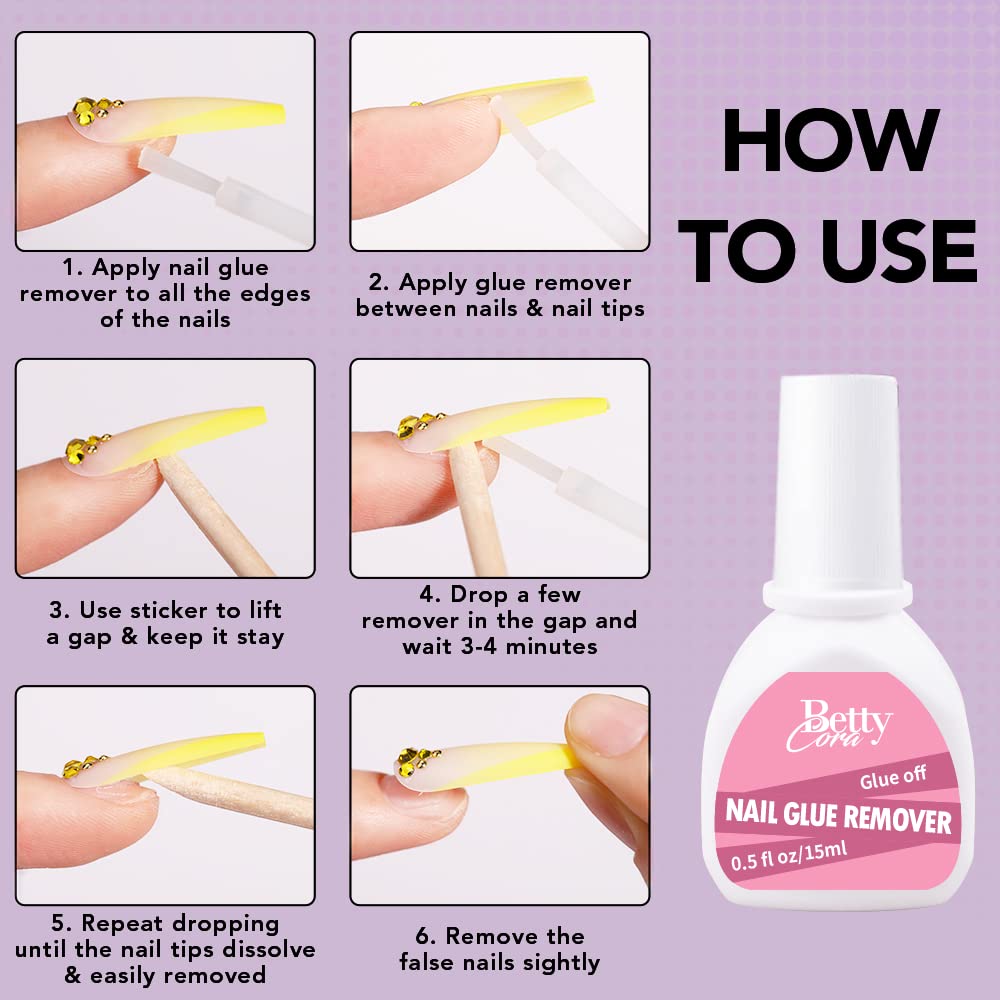 HOW
TO USE
1. Apply nail glue
remover to all the edges
of the nails
2. Apply glue remover
between nails & nail tips
3. Use sticker to lift
a gap & keep it stay
4. Drop a few
remover in the gap and
wait 3-4 minutes
5. Repeat dropping
until the nail tips dissolve
& easily removed
6. Remove the
false nails sightly
Betty
Cora
Glue off
NAIL GLUE REMOVER
0.5 fl oz/15ml